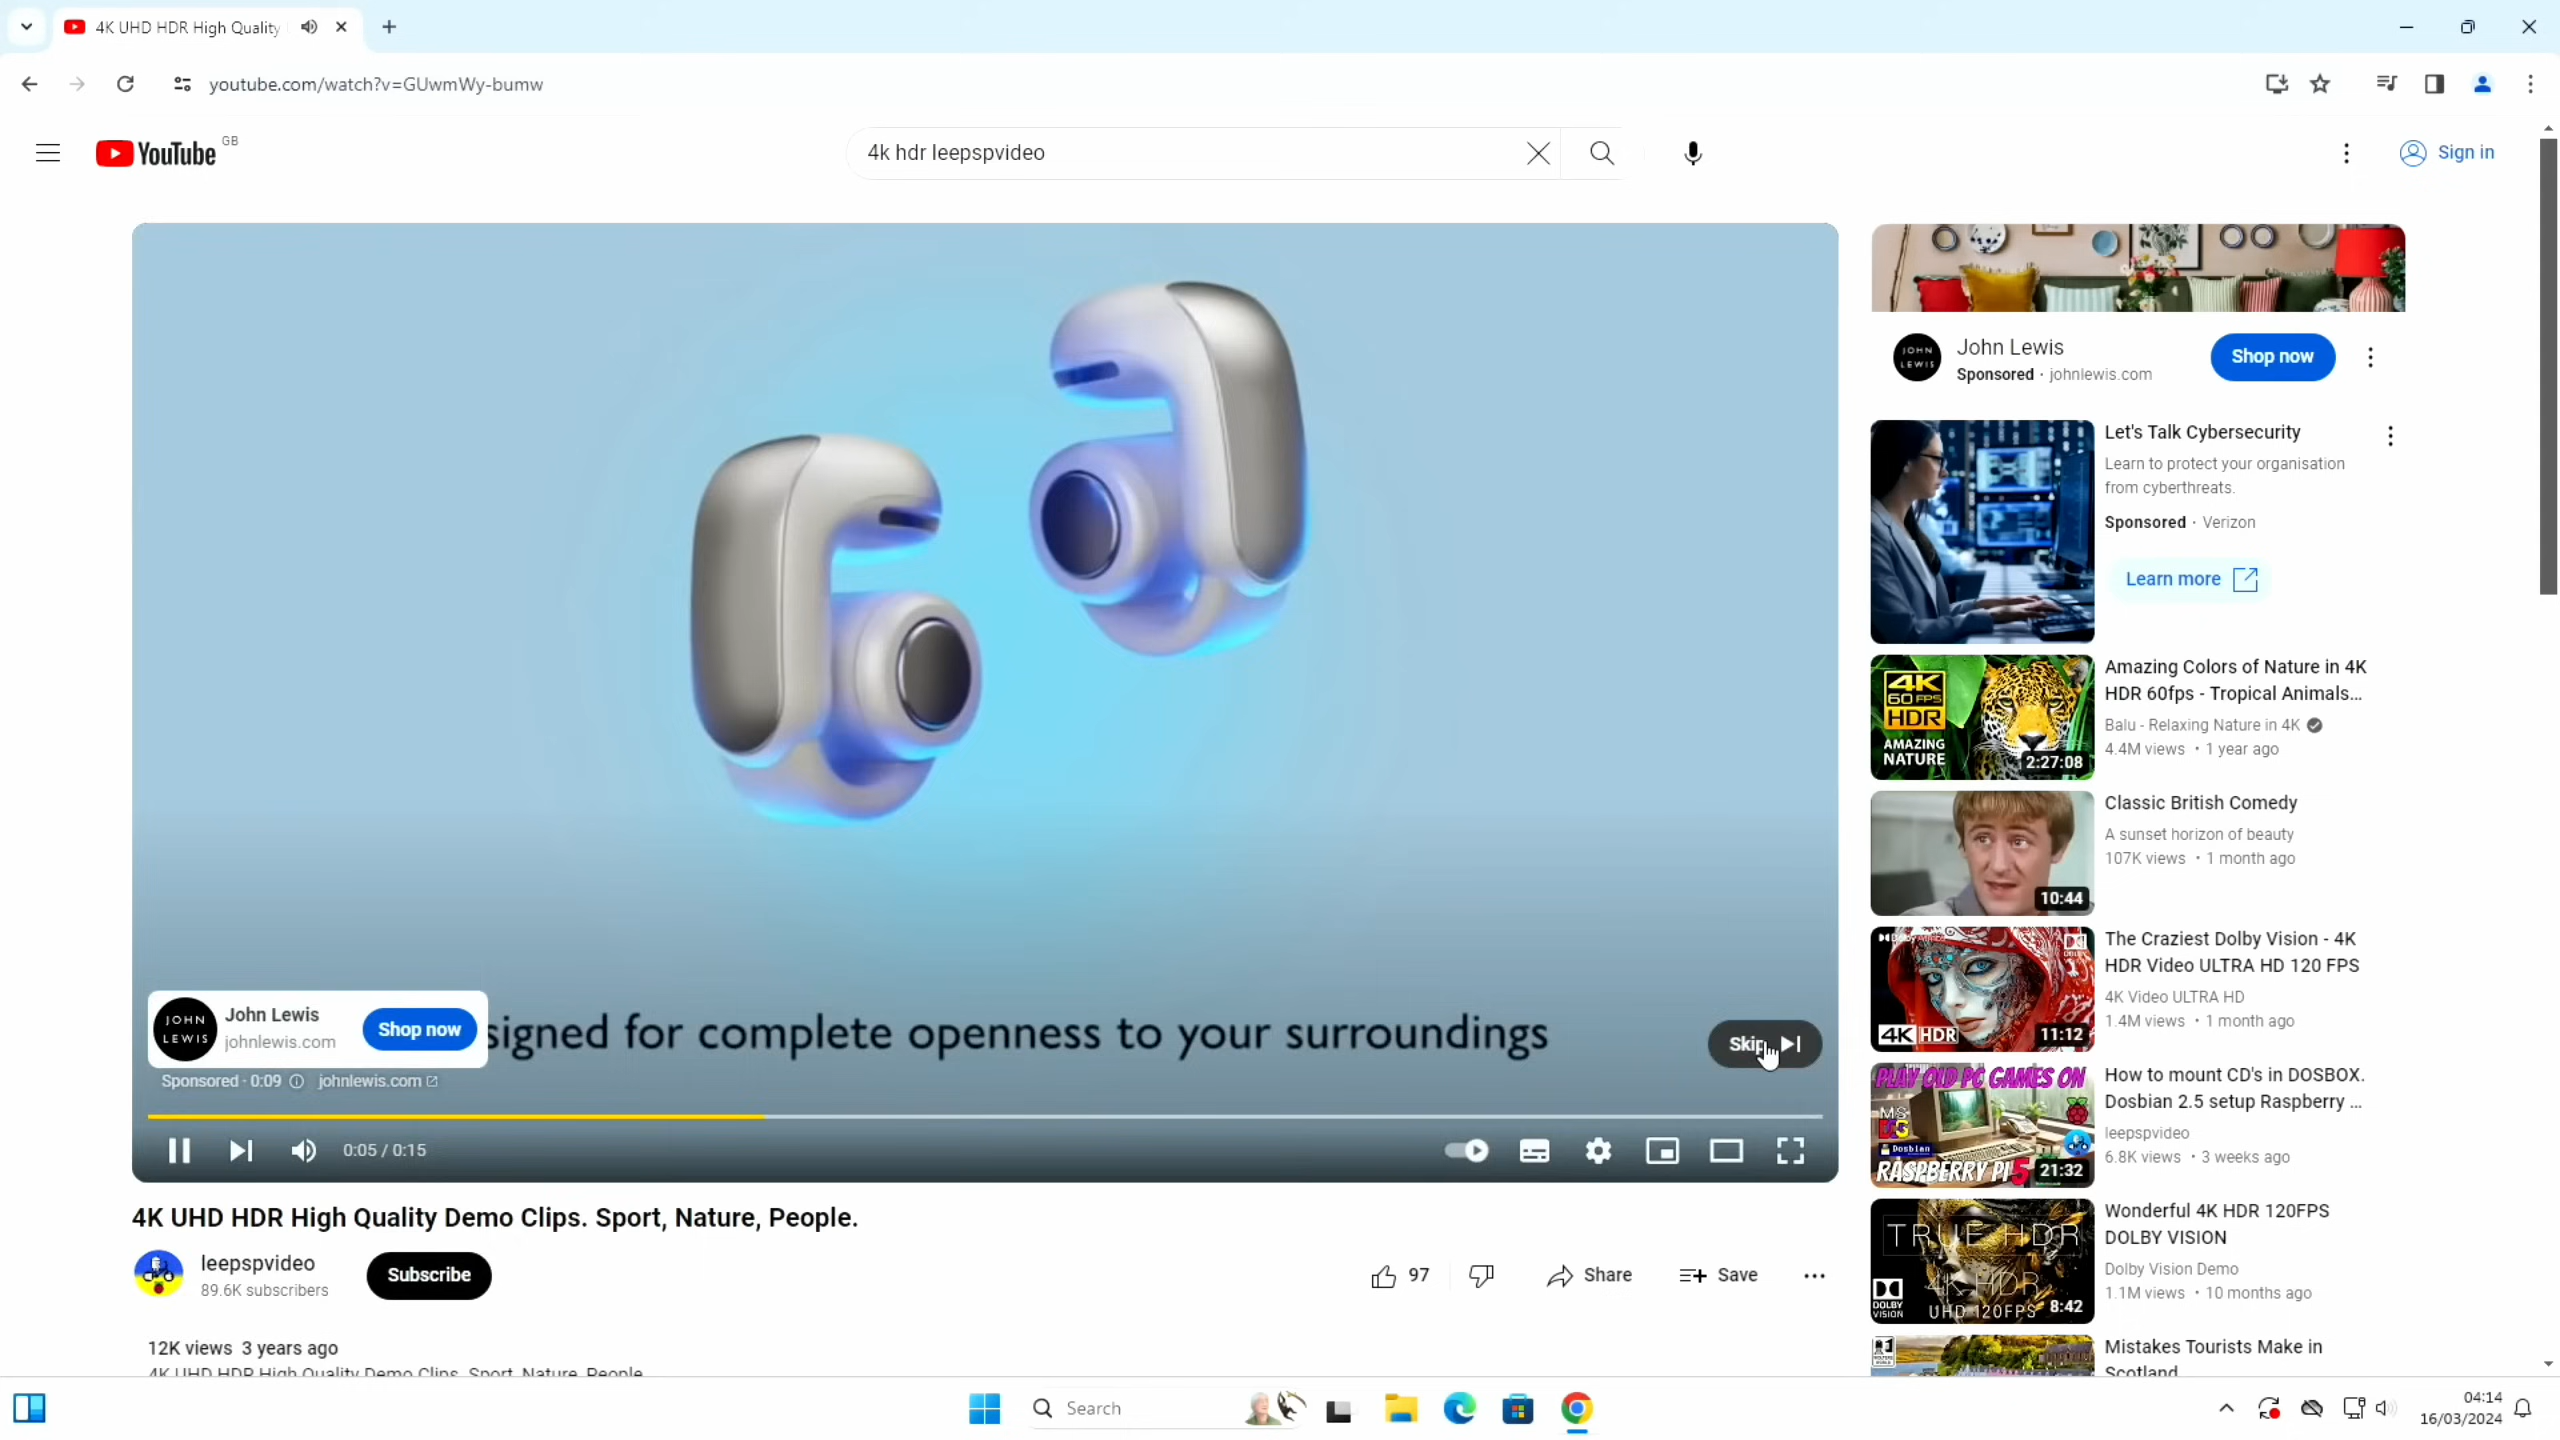 4K UHD HDR High Quality
youtube.com/watch?v=GUwmWy-bumw
YouTube GB
4k hdr leepspvideo
Sign in
signed for complete openness to your surroundings
JOHN
LEWIS
John Lewis
johnlewis.com
Shop now
Sponsored · 0:09
johnlewis.com
Skip
0:05 / 0:15
4K UHD HDR High Quality Demo Clips. Sport, Nature, People.
leepspvideo
89.6K subscribers
Subscribe
97
Share
Save
12K views 3 years ago
4K UHD HDR High Quality Demo Clips. Sport, Nature, People
JOHN
LEWIS
John Lewis
Sponsored · johnlewis.com
Shop now
Let's Talk Cybersecurity
Learn to protect your organisation
from cyberthreats.
Sponsored · Verizon
Learn more
4K
60 FPS
HDR
AMAZING
NATURE
2:27:08
Amazing Colors of Nature in 4K
HDR 60fps - Tropical Animals...
Balu - Relaxing Nature in 4K
4.4M views • 1 year ago
10:44
Classic British Comedy
A sunset horizon of beauty
107K views • 1 month ago
4K HDR
11:12
The Craziest Dolby Vision - 4K
HDR Video ULTRA HD 120 FPS
4K Video ULTRA HD
1.4M views • 1 month ago
PLAY OLD PC GAMES ON
MS
Dosbian
RASPBERRY PI 5
21:32
How to mount CD's in DOSBOX.
Dosbian 2.5 setup Raspberry ...
leepspvideo
6.8K views • 3 weeks ago
TRUE HDR
4K HDR
UHD 120FPS
DOLBY
VISION
8:42
Wonderful 4K HDR 120FPS
DOLBY VISION
Dolby Vision Demo
1.1M views • 10 months ago
Mistakes Tourists Make in
Scotland
Search
04:14
16/03/2024